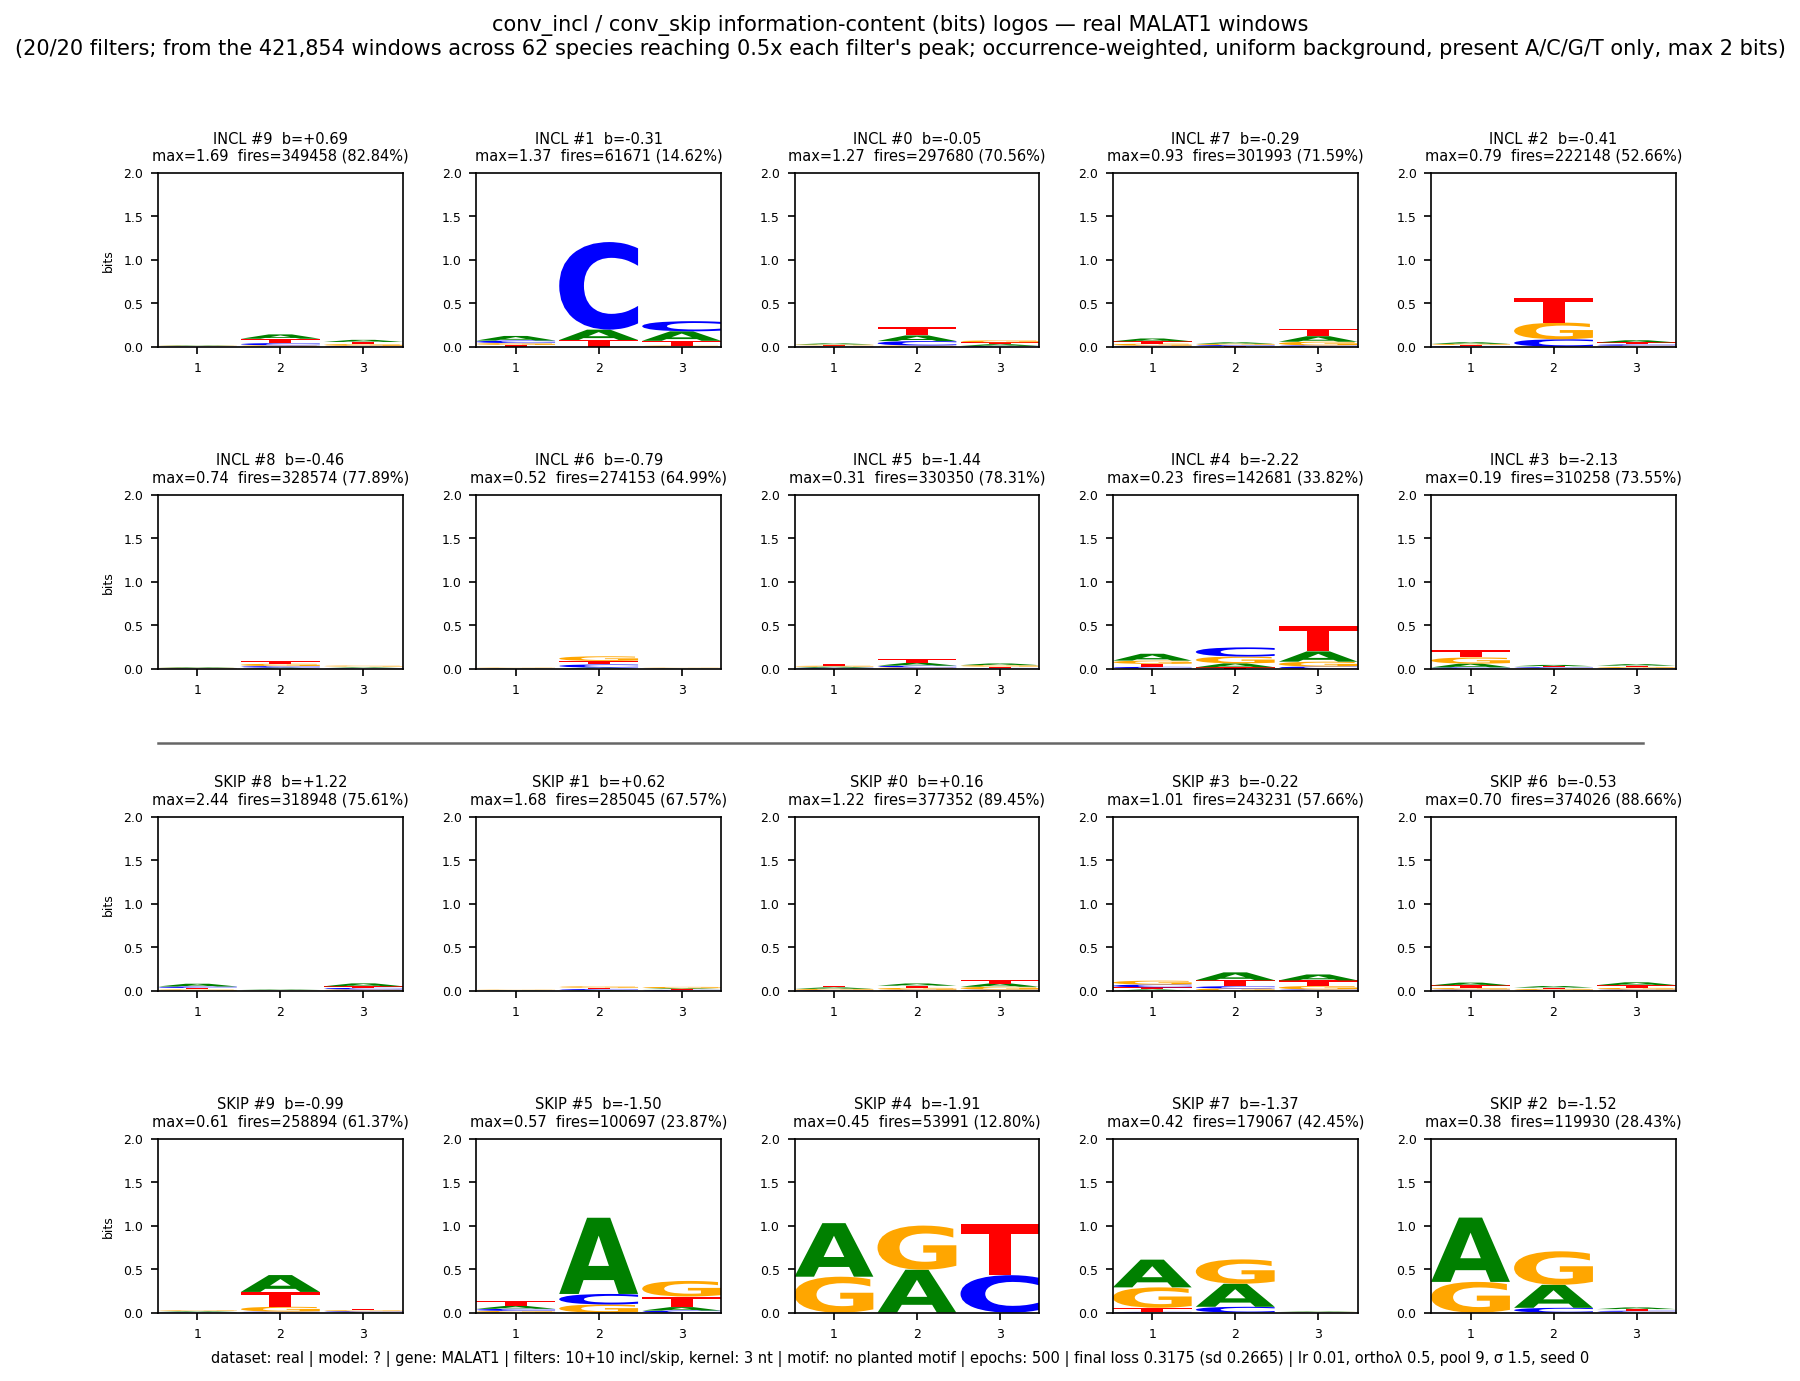 conv_incl / conv_skip information-content (bits) logos — real MALAT1 windows
(20/20 filters; from the 421,854 windows across 62 species reaching 0.5x each filter's peak; occurrence-weighted, uniform background, present A/C/G/T only, max 2 bits)
INCL #9  b=+0.69
max=1.69  fires=349458 (82.84%)
INCL #1  b=-0.31
max=1.37  fires=61671 (14.62%)
INCL #0  b=-0.05
max=1.27  fires=297680 (70.56%)
INCL #7  b=-0.29
max=0.93  fires=301993 (71.59%)
INCL #2  b=-0.41
max=0.79  fires=222148 (52.66%)
INCL #8  b=-0.46
max=0.74  fires=328574 (77.89%)
INCL #6  b=-0.79
max=0.52  fires=274153 (64.99%)
INCL #5  b=-1.44
max=0.31  fires=330350 (78.31%)
INCL #4  b=-2.22
max=0.23  fires=142681 (33.82%)
INCL #3  b=-2.13
max=0.19  fires=310258 (73.55%)
SKIP #8  b=+1.22
max=2.44  fires=318948 (75.61%)
SKIP #1  b=+0.62
max=1.68  fires=285045 (67.57%)
SKIP #0  b=+0.16
max=1.22  fires=377352 (89.45%)
SKIP #3  b=-0.22
max=1.01  fires=243231 (57.66%)
SKIP #6  b=-0.53
max=0.70  fires=374026 (88.66%)
SKIP #9  b=-0.99
max=0.61  fires=258894 (61.37%)
SKIP #5  b=-1.50
max=0.57  fires=100697 (23.87%)
SKIP #4  b=-1.91
max=0.45  fires=53991 (12.80%)
SKIP #7  b=-1.37
max=0.42  fires=179067 (42.45%)
SKIP #2  b=-1.52
max=0.38  fires=119930 (28.43%)
dataset: real | model: ? | gene: MALAT1 | filters: 10+10 incl/skip, kernel: 3 nt | motif: no planted motif | epochs: 500 | final loss 0.3175 (sd 0.2665) | lr 0.01, orthoλ 0.5, pool 9, σ 1.5, seed 0